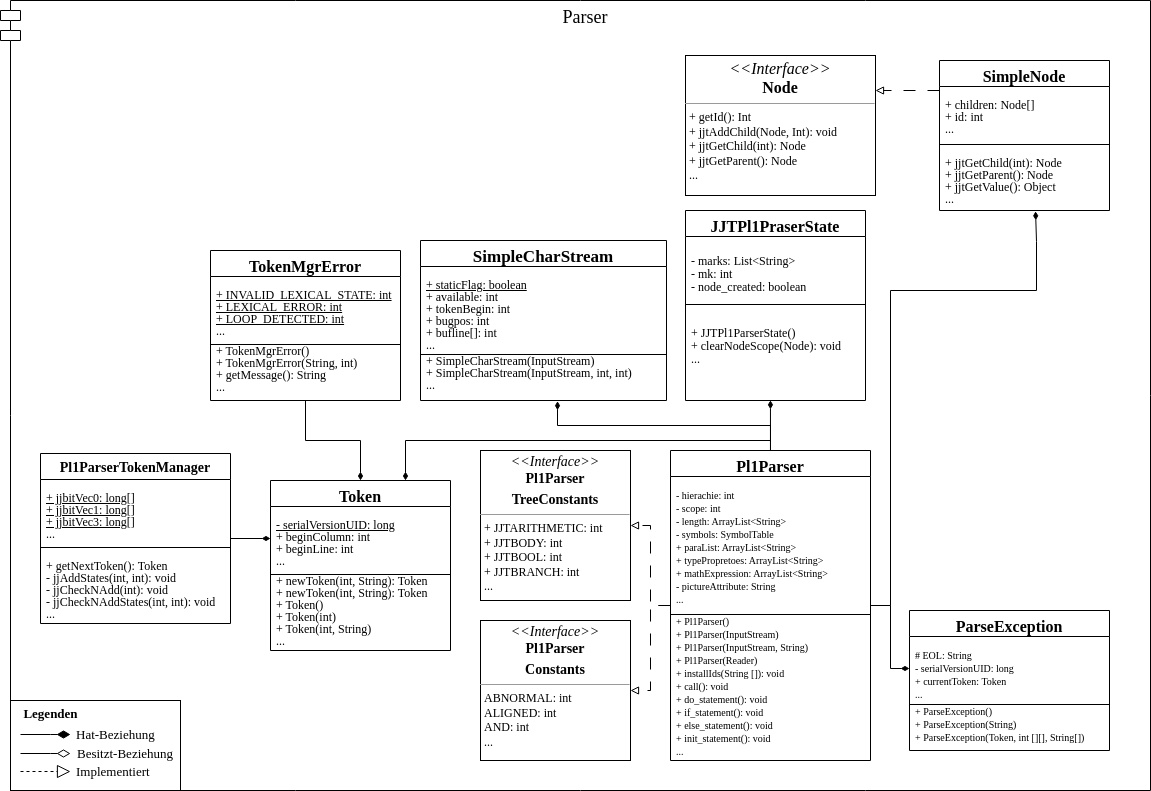 Parser
<<Interface>>
Node
+ getId(): Int
+ jjtAddChild(Node, Int): void
+ jjtGetChild(int): Node
+ jjtGetParent(): Node
...
SimpleNode
+ children: Node[]
+ id: int
...
+ jjtGetChild(int): Node
+ jjtGetParent(): Node
+ jjtGetValue(): Object
...
TokenMgrError
+ INVALID_LEXICAL_STATE: int
+ LEXICAL_ERROR: int
+ LOOP_DETECTED: int
...
+ TokenMgrError()
+ TokenMgrError(String, int)
+ getMessage(): String
...
SimpleCharStream
+ staticFlag: boolean
+ available: int
+ tokenBegin: int
+ bugpos: int
+ bufline[]: int
...
+ SimpleCharStream(InputStream)
+ SimpleCharStream(InputStream, int, int)
...
JJTPl1PraserState
- marks: List<String>
- mk: int
- node_created: boolean
+ JJTPl1ParserState()
+ clearNodeScope(Node): void
...
Pl1ParserTokenManager
+ jjbitVec0: long[]
+ jjbitVec1: long[]
+ jjbitVec3: long[]
...
+ getNextToken(): Token
- jjAddStates(int, int): void
- jjCheckNAdd(int): void
- jjCheckNAddStates(int, int): void
...
Token
- serialVersionUID: long
+ beginColumn: int
+ beginLine: int
...
+ newToken(int, String): Token
+ newToken(int, String): Token
+ Token()
+ Token(int)
+ Token(int, String)
...
<<Interface>>
Pl1Parser
TreeConstants
+ JJTARITHMETIC: int
+ JJTBODY: int
+ JJTBOOL: int
+ JJTBRANCH: int
...
<<Interface>>
Pl1Parser
Constants
ABNORMAL: int
ALIGNED: int
AND: int
...
Pl1Parser
- hierachie: int
- scope: int
- length: ArrayList<String>
- symbols: SymbolTable
+ paraList: ArrayList<String>
+ typePropretoes: ArrayList<String>
+ mathExpression: ArrayList<String>
- pictureAttribute: String
...
+ Pl1Parser()
+ Pl1Parser(InputStream)
+ Pl1Parser(InputStream, String)
+ Pl1Parser(Reader)
+ installIds(String []): void
+ call(): void
+ do_statement(): void
+ if_statement(): void
+ else_statement(): void
+ init_statement(): void
...
ParseException
# EOL: String
- serialVersionUID: long
+ currentToken: Token
...
+ ParseException()
+ ParseException(String)
+ ParseException(Token, int [][], String[])
Legenden
Hat-Beziehung
Besitzt-Beziehung
Implementiert